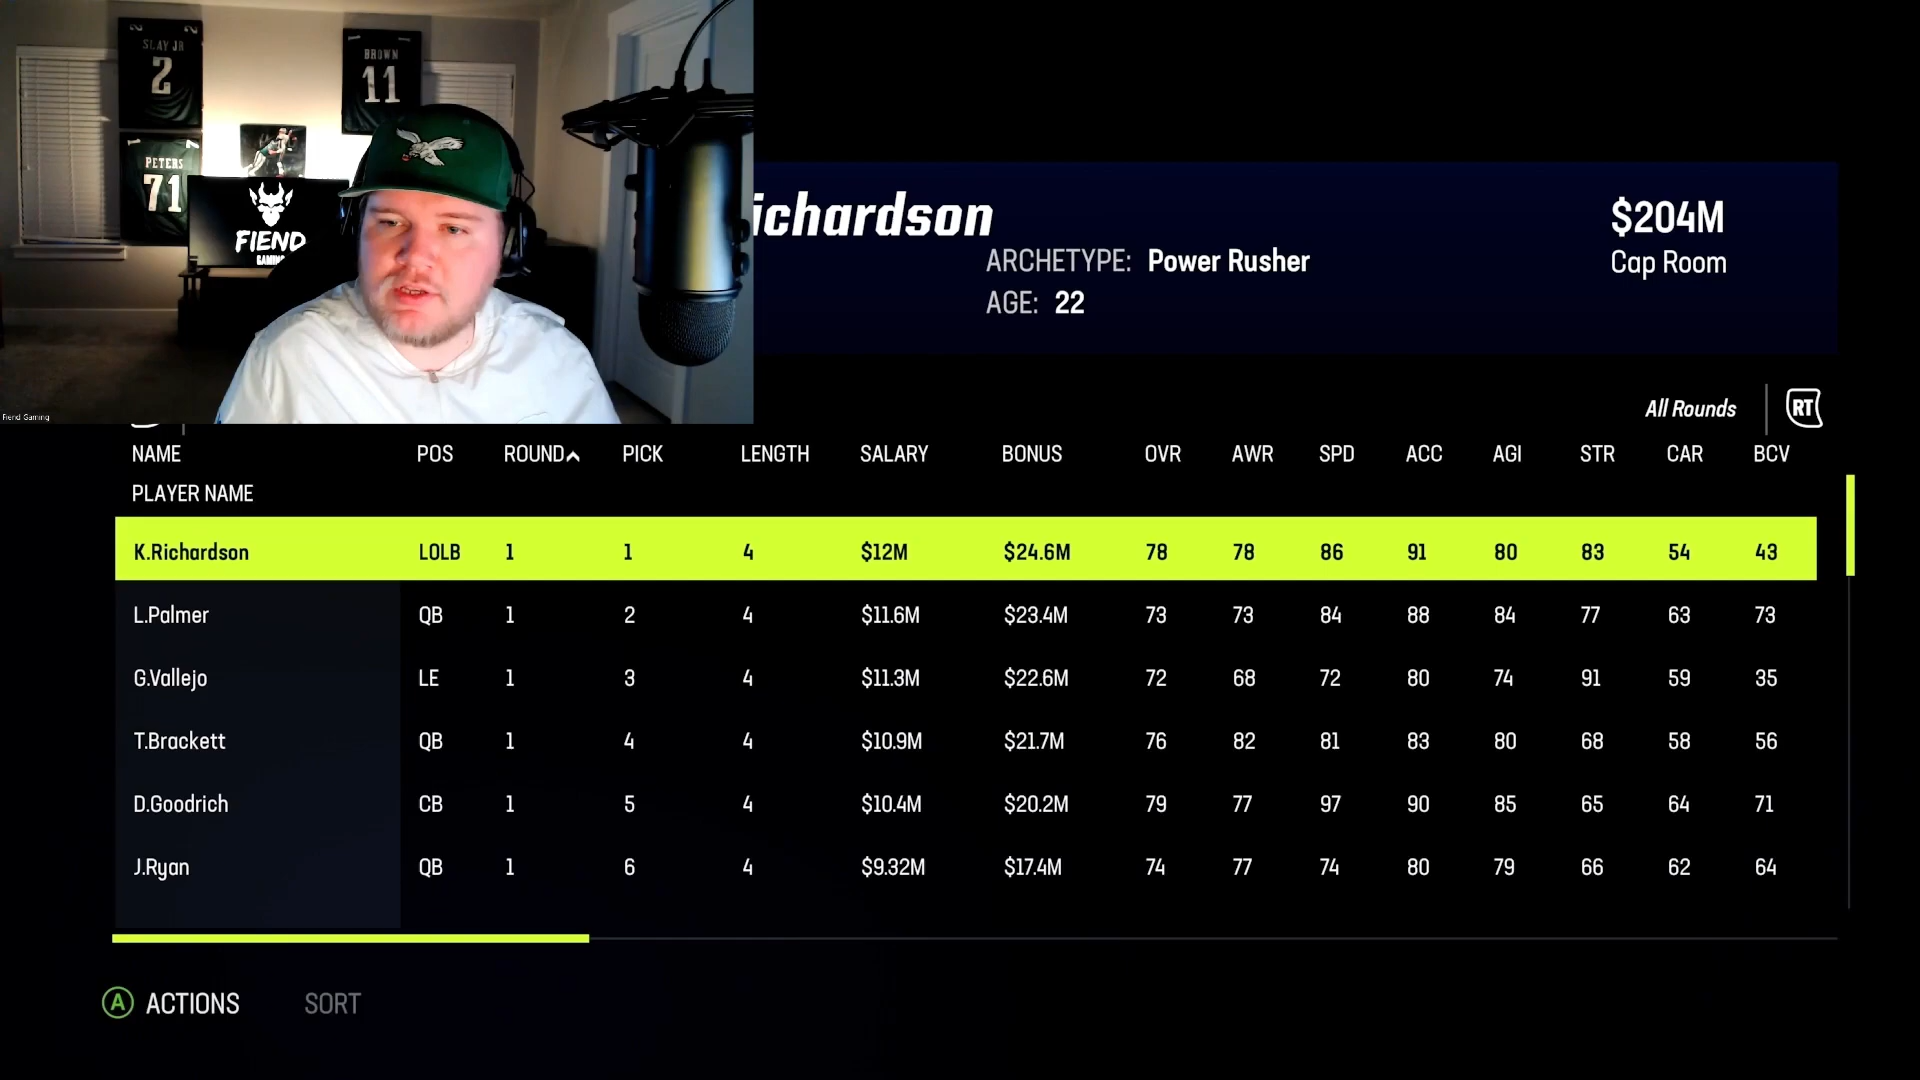 SLAY JR
2
BROWN
11
PETERS
71
FIEND
GAMING
Fiend Gaming
ichardson
ARCHETYPE: Power Rusher
AGE: 22
$204M
Cap Room
All Rounds
RT
NAME POS ROUND PICK LENGTH SALARY BONUS OVR AWR SPD ACC AGI STR CAR BCV
PLAYER NAME
K.Richardson LOLB 1 1 4 $12M $24.6M 78 78 86 91 80 83 54 43
L.Palmer QB 1 2 4 $11.6M $23.4M 73 73 84 88 84 77 63 73
G.Vallejo LE 1 3 4 $11.3M $22.6M 72 68 72 80 74 91 59 35
T.Brackett QB 1 4 4 $10.9M $21.7M 76 82 81 83 80 68 58 56
D.Goodrich CB 1 5 4 $10.4M $20.2M 79 77 97 90 85 65 64 71
J.Ryan QB 1 6 4 $9.32M $17.4M 74 77 74 80 79 66 62 64
A ACTIONS SORT